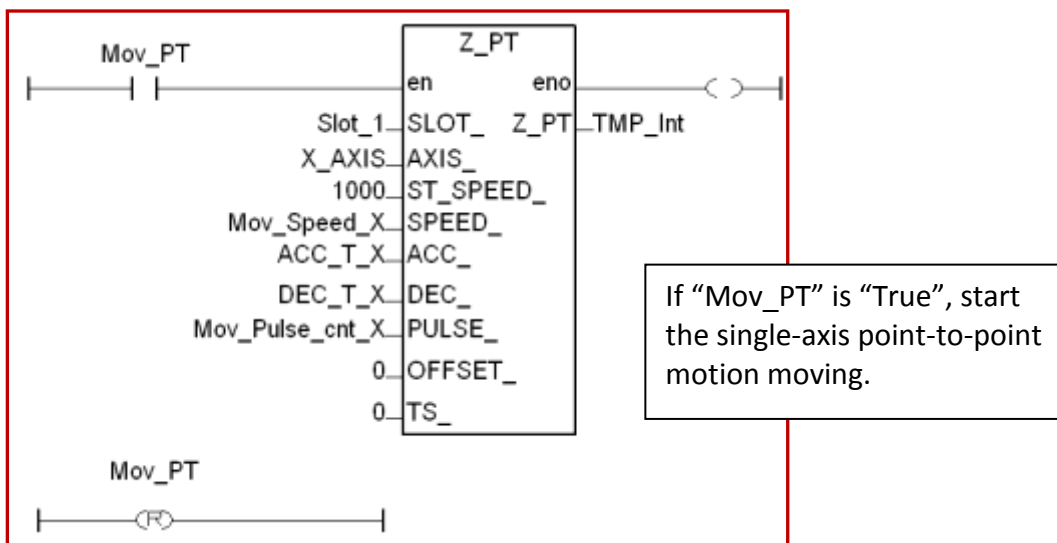 Mov_PT
Z_PT
en eno
Slot_1 SLOT_ Z_PT TMP_Int
X_AXIS AXIS_
1000 ST_SPEED_
Mov_Speed_X SPEED_
ACC_T_X ACC_
DEC_T_X DEC_
Mov_Pulse_cnt_X PULSE_
0 OFFSET_
0 TS_
If “Mov_PT” is “True”, start
the single-axis point-to-point
motion moving.
Mov_PT
R